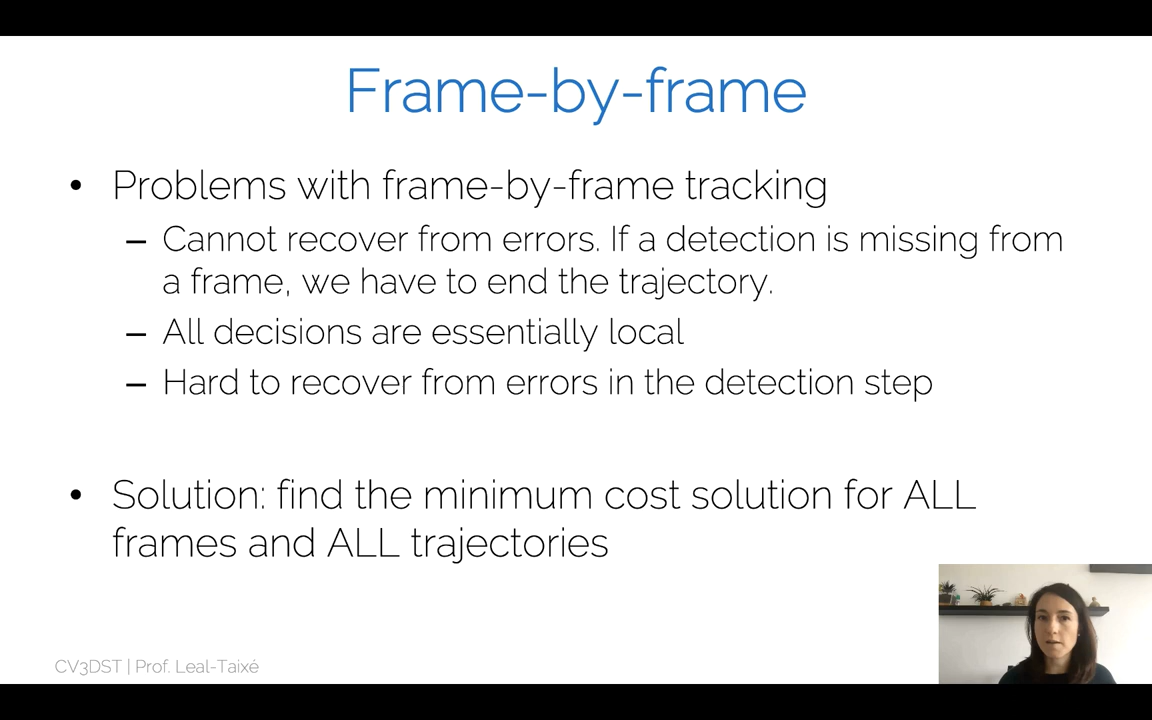 Frame-by-frame
• Problems with frame-by-frame tracking
– Cannot recover from errors. If a detection is missing from
a frame, we have to end the trajectory.
– All decisions are essentially local
– Hard to recover from errors in the detection step
• Solution: find the minimum cost solution for ALL
frames and ALL trajectories
CV3DST | Prof. Leal-Taixé